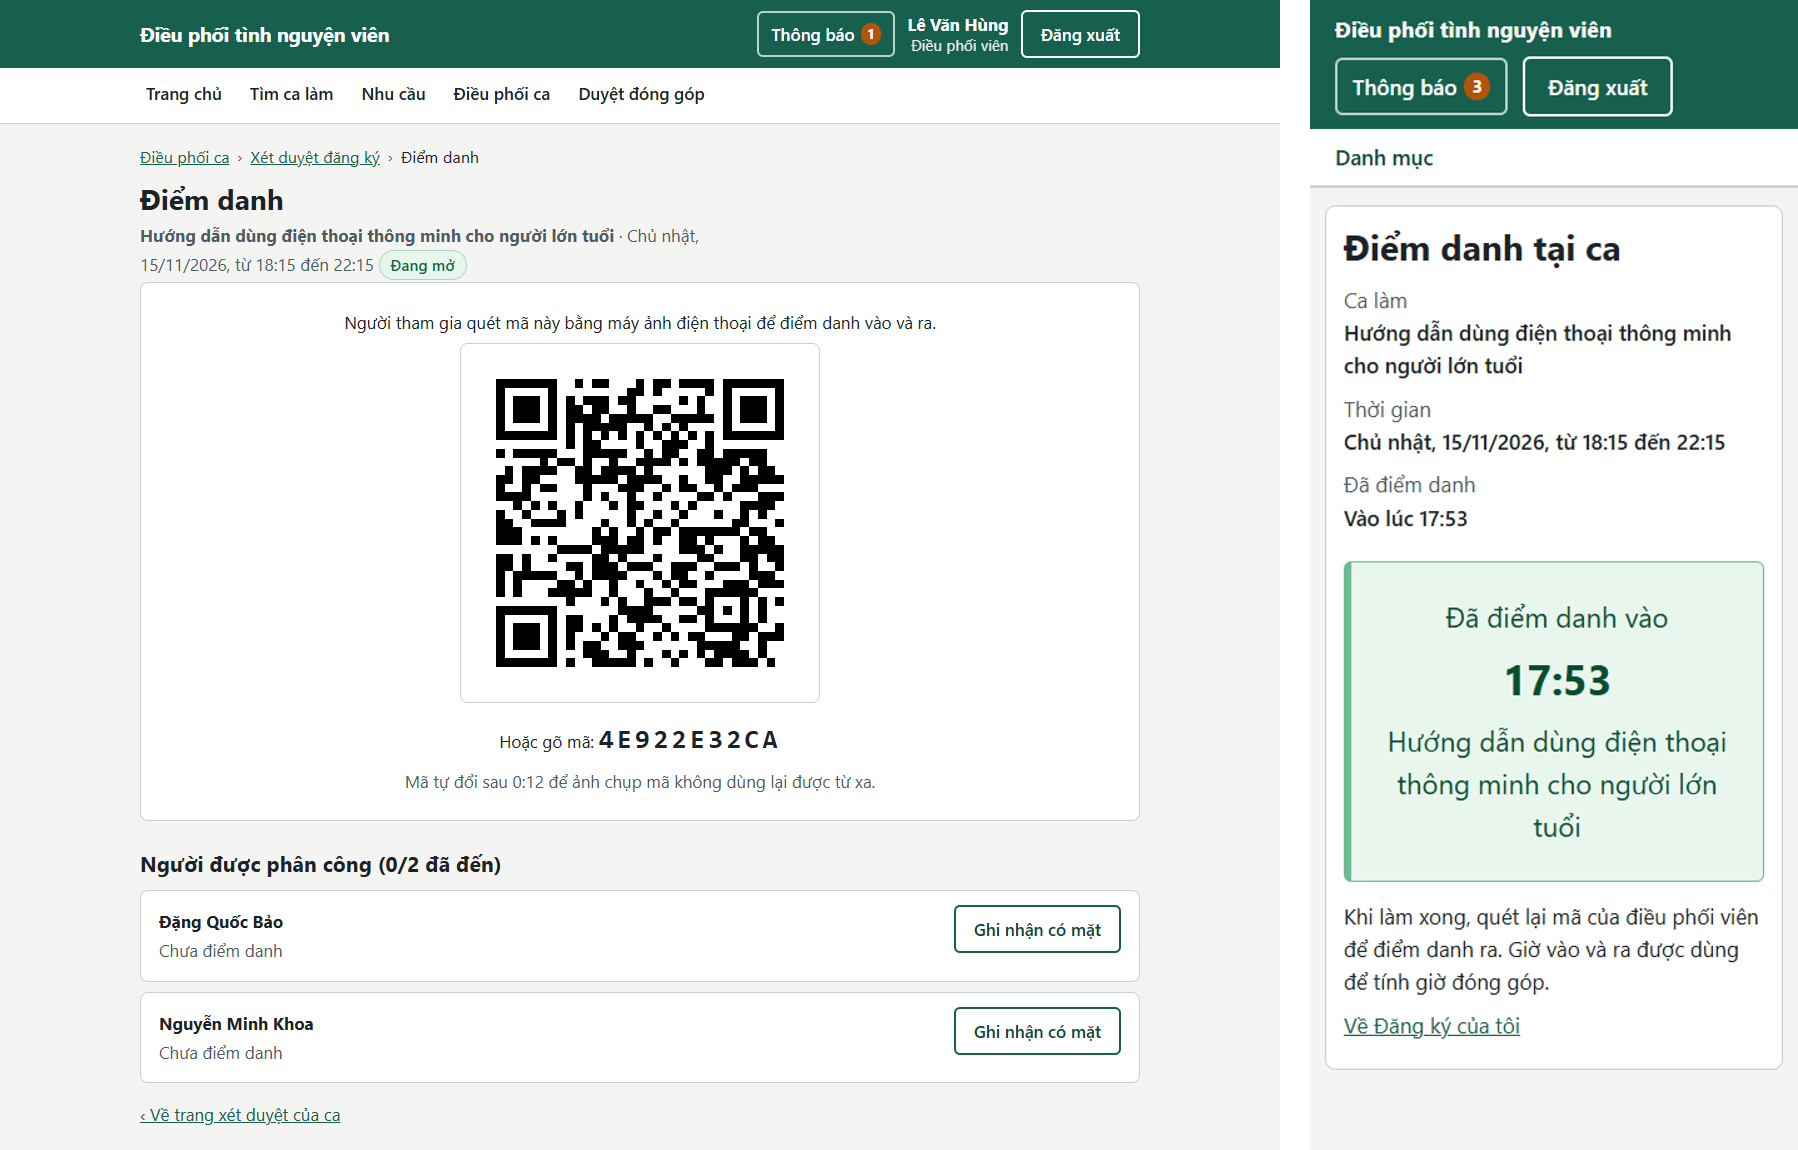 Điều phối tình nguyện viên
Thông báo 1
Lê Văn Hùng
Điều phối viên
Đăng xuất
Trang chủ
Tìm ca làm
Nhu cầu
Điều phối ca
Duyệt đóng góp
Điều phối ca › Xét duyệt đăng ký › Điểm danh
Điểm danh
Hướng dẫn dùng điện thoại thông minh cho người lớn tuổi · Chủ nhật,
15/11/2026, từ 18:15 đến 22:15 Đang mở
Người tham gia quét mã này bằng máy ảnh điện thoại để điểm danh vào và ra.
Hoặc gõ mã: 4E922E32CA
Mã tự đổi sau 0:12 để ảnh chụp mã không dùng lại được từ xa.
Người được phân công (0/2 đã đến)
Đặng Quốc Bảo
Chưa điểm danh
Ghi nhận có mặt
Nguyễn Minh Khoa
Chưa điểm danh
Ghi nhận có mặt
‹ Về trang xét duyệt của ca
Điều phối tình nguyện viên
Thông báo 3
Đăng xuất
Danh mục
Điểm danh tại ca
Ca làm
Hướng dẫn dùng điện thoại thông minh
cho người lớn tuổi
Thời gian
Chủ nhật, 15/11/2026, từ 18:15 đến 22:15
Đã điểm danh
Vào lúc 17:53
Đã điểm danh vào
17:53
Hướng dẫn dùng điện thoại
thông minh cho người lớn
tuổi
Khi làm xong, quét lại mã của điều phối viên
để điểm danh ra. Giờ vào và ra được dùng
để tính giờ đóng góp.
Về Đăng ký của tôi